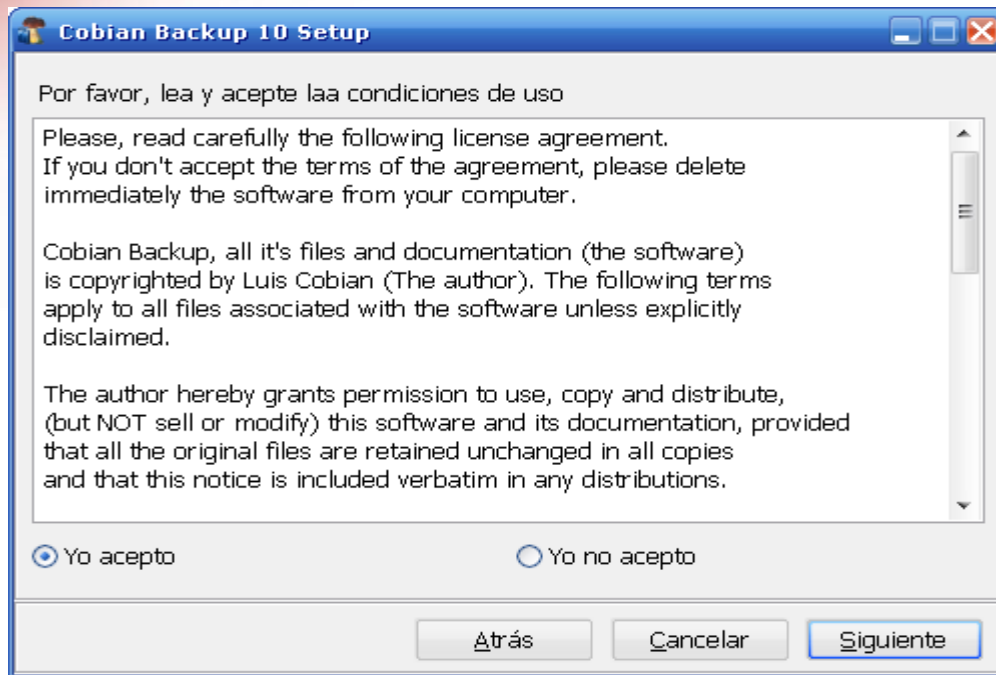 Cobian Backup 10 Setup
Por favor, lea y acepte laa condiciones de uso
Please, read carefully the following license agreement.
If you don't accept the terms of the agreement, please delete
immediately the software from your computer.
Cobian Backup, all it's files and documentation (the software)
is copyrighted by Luis Cobian (The author). The following terms
apply to all files associated with the software unless explicitly
disclaimed.
The author hereby grants permission to use, copy and distribute,
(but NOT sell or modify) this software and its documentation, provided
that all the original files are retained unchanged in all copies
and that this notice is included verbatim in any distributions.
Yo acepto Yo no acepto
Atrás Cancelar Siguiente